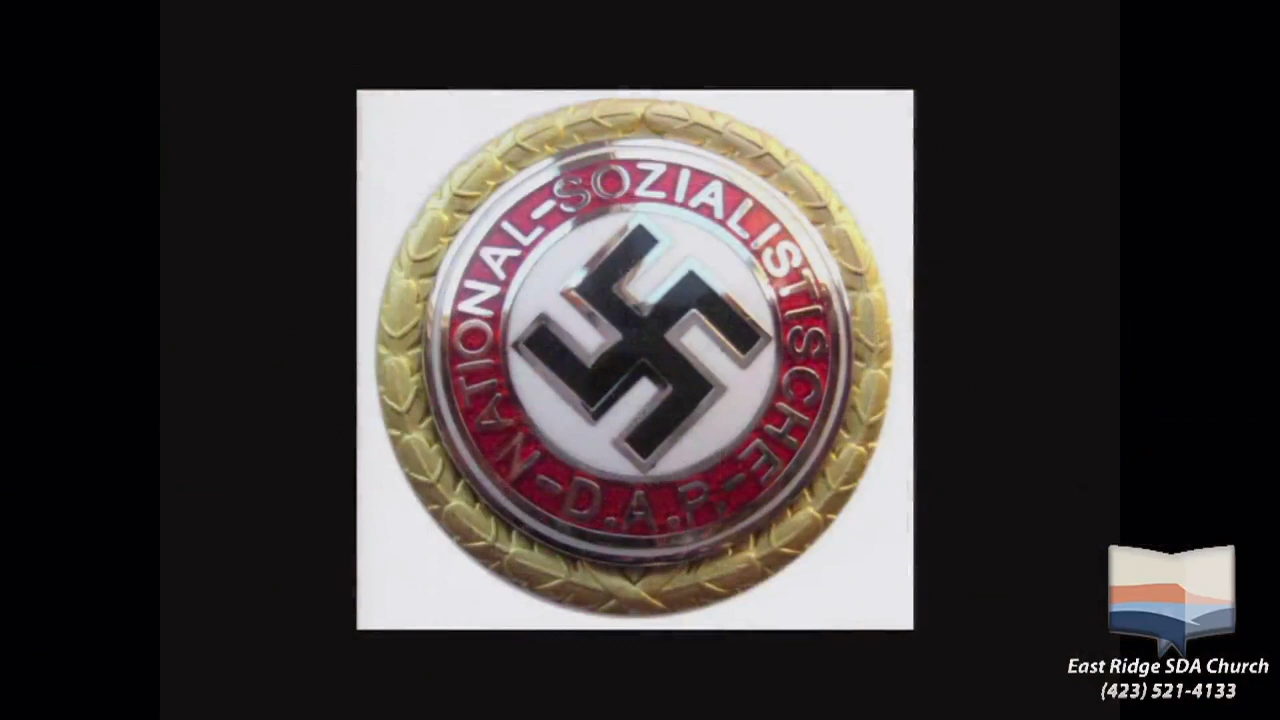 NATIONAL-SOZIALISTISCHE-D.A.P.-
East Ridge SDA Church
(423) 521-4133